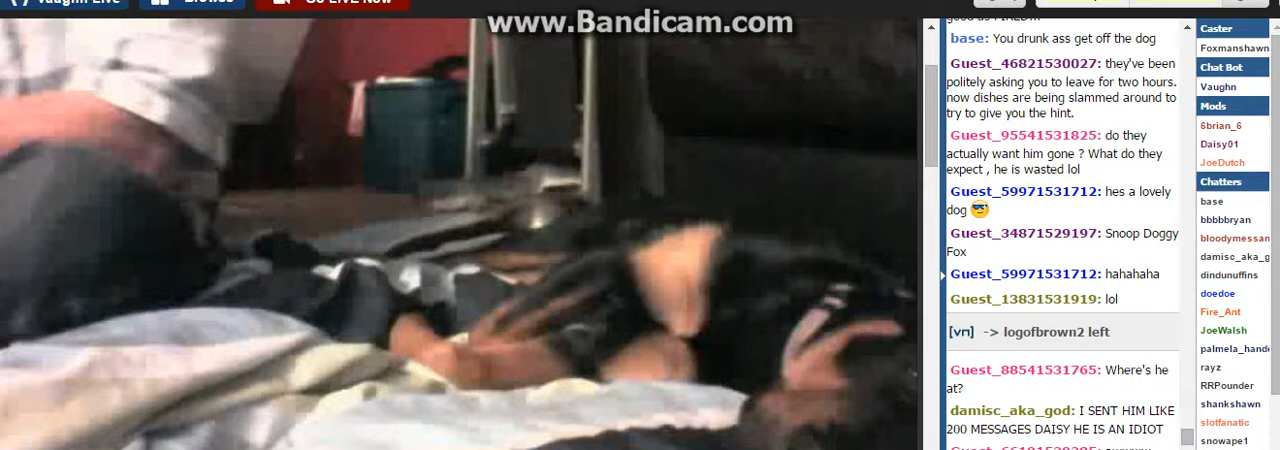 Vaughn Live
Browse
Go Live Now
www.Bandicam.com
base: You drunk ass get off the dog
Guest_46821530027: they've been
politely asking you to leave for two hours.
now dishes are being slammed around to
try to give you the hint.
Guest_95541531825: do they
actually want him gone ? What do they
expect , he is wasted lol
Guest_59971531712: hes a lovely
dog
Guest_34871529197: Snoop Doggy
Fox
Guest_59971531712: hahahaha
Guest_13831531919: lol
[vn] -> logofbrown2 left
Guest_88541531765: Where's he
at?
damisc_aka_god: I SENT HIM LIKE
200 MESSAGES DAISY HE IS AN IDIOT
Caster
Foxmanshawn
Chat Bot
Vaughn
Mods
6brian_6
Daisy01
JoeDutch
Chatters
base
bbbbbryan
bloodymessan
damisc_aka_g
dindunuffins
doedoe
Fire_Ant
JoeWalsh
palmela_hande
rayz
RRPounder
shankshawn
slotfanatic
snowape1